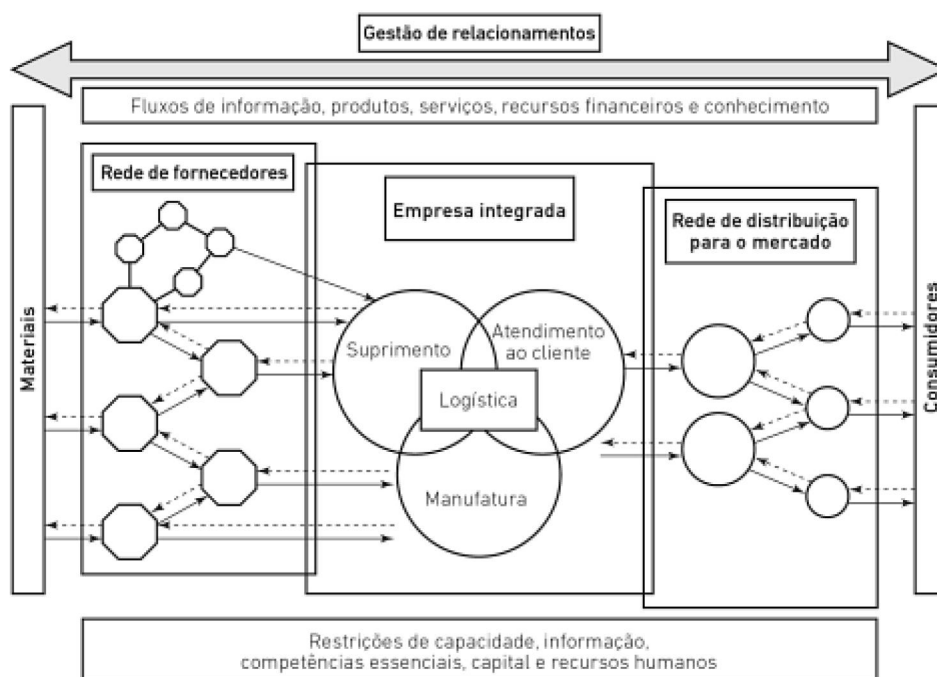 Gestão de relacionamentos
Fluxos de informação, produtos, serviços, recursos financeiros e conhecimento
Rede de fornecedores
Empresa integrada
Rede de distribuição
para o mercado
Materiais
Suprimento
Atendimento
ao cliente
Logística
Manufatura
Consumidores
Restrições de capacidade, informação,
competências essenciais, capital e recursos humanos